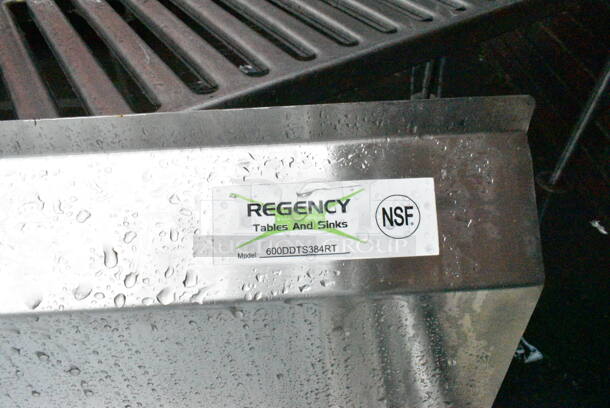 REGENCY
Tables And Sinks
NSF
Model 600DDTS384RT